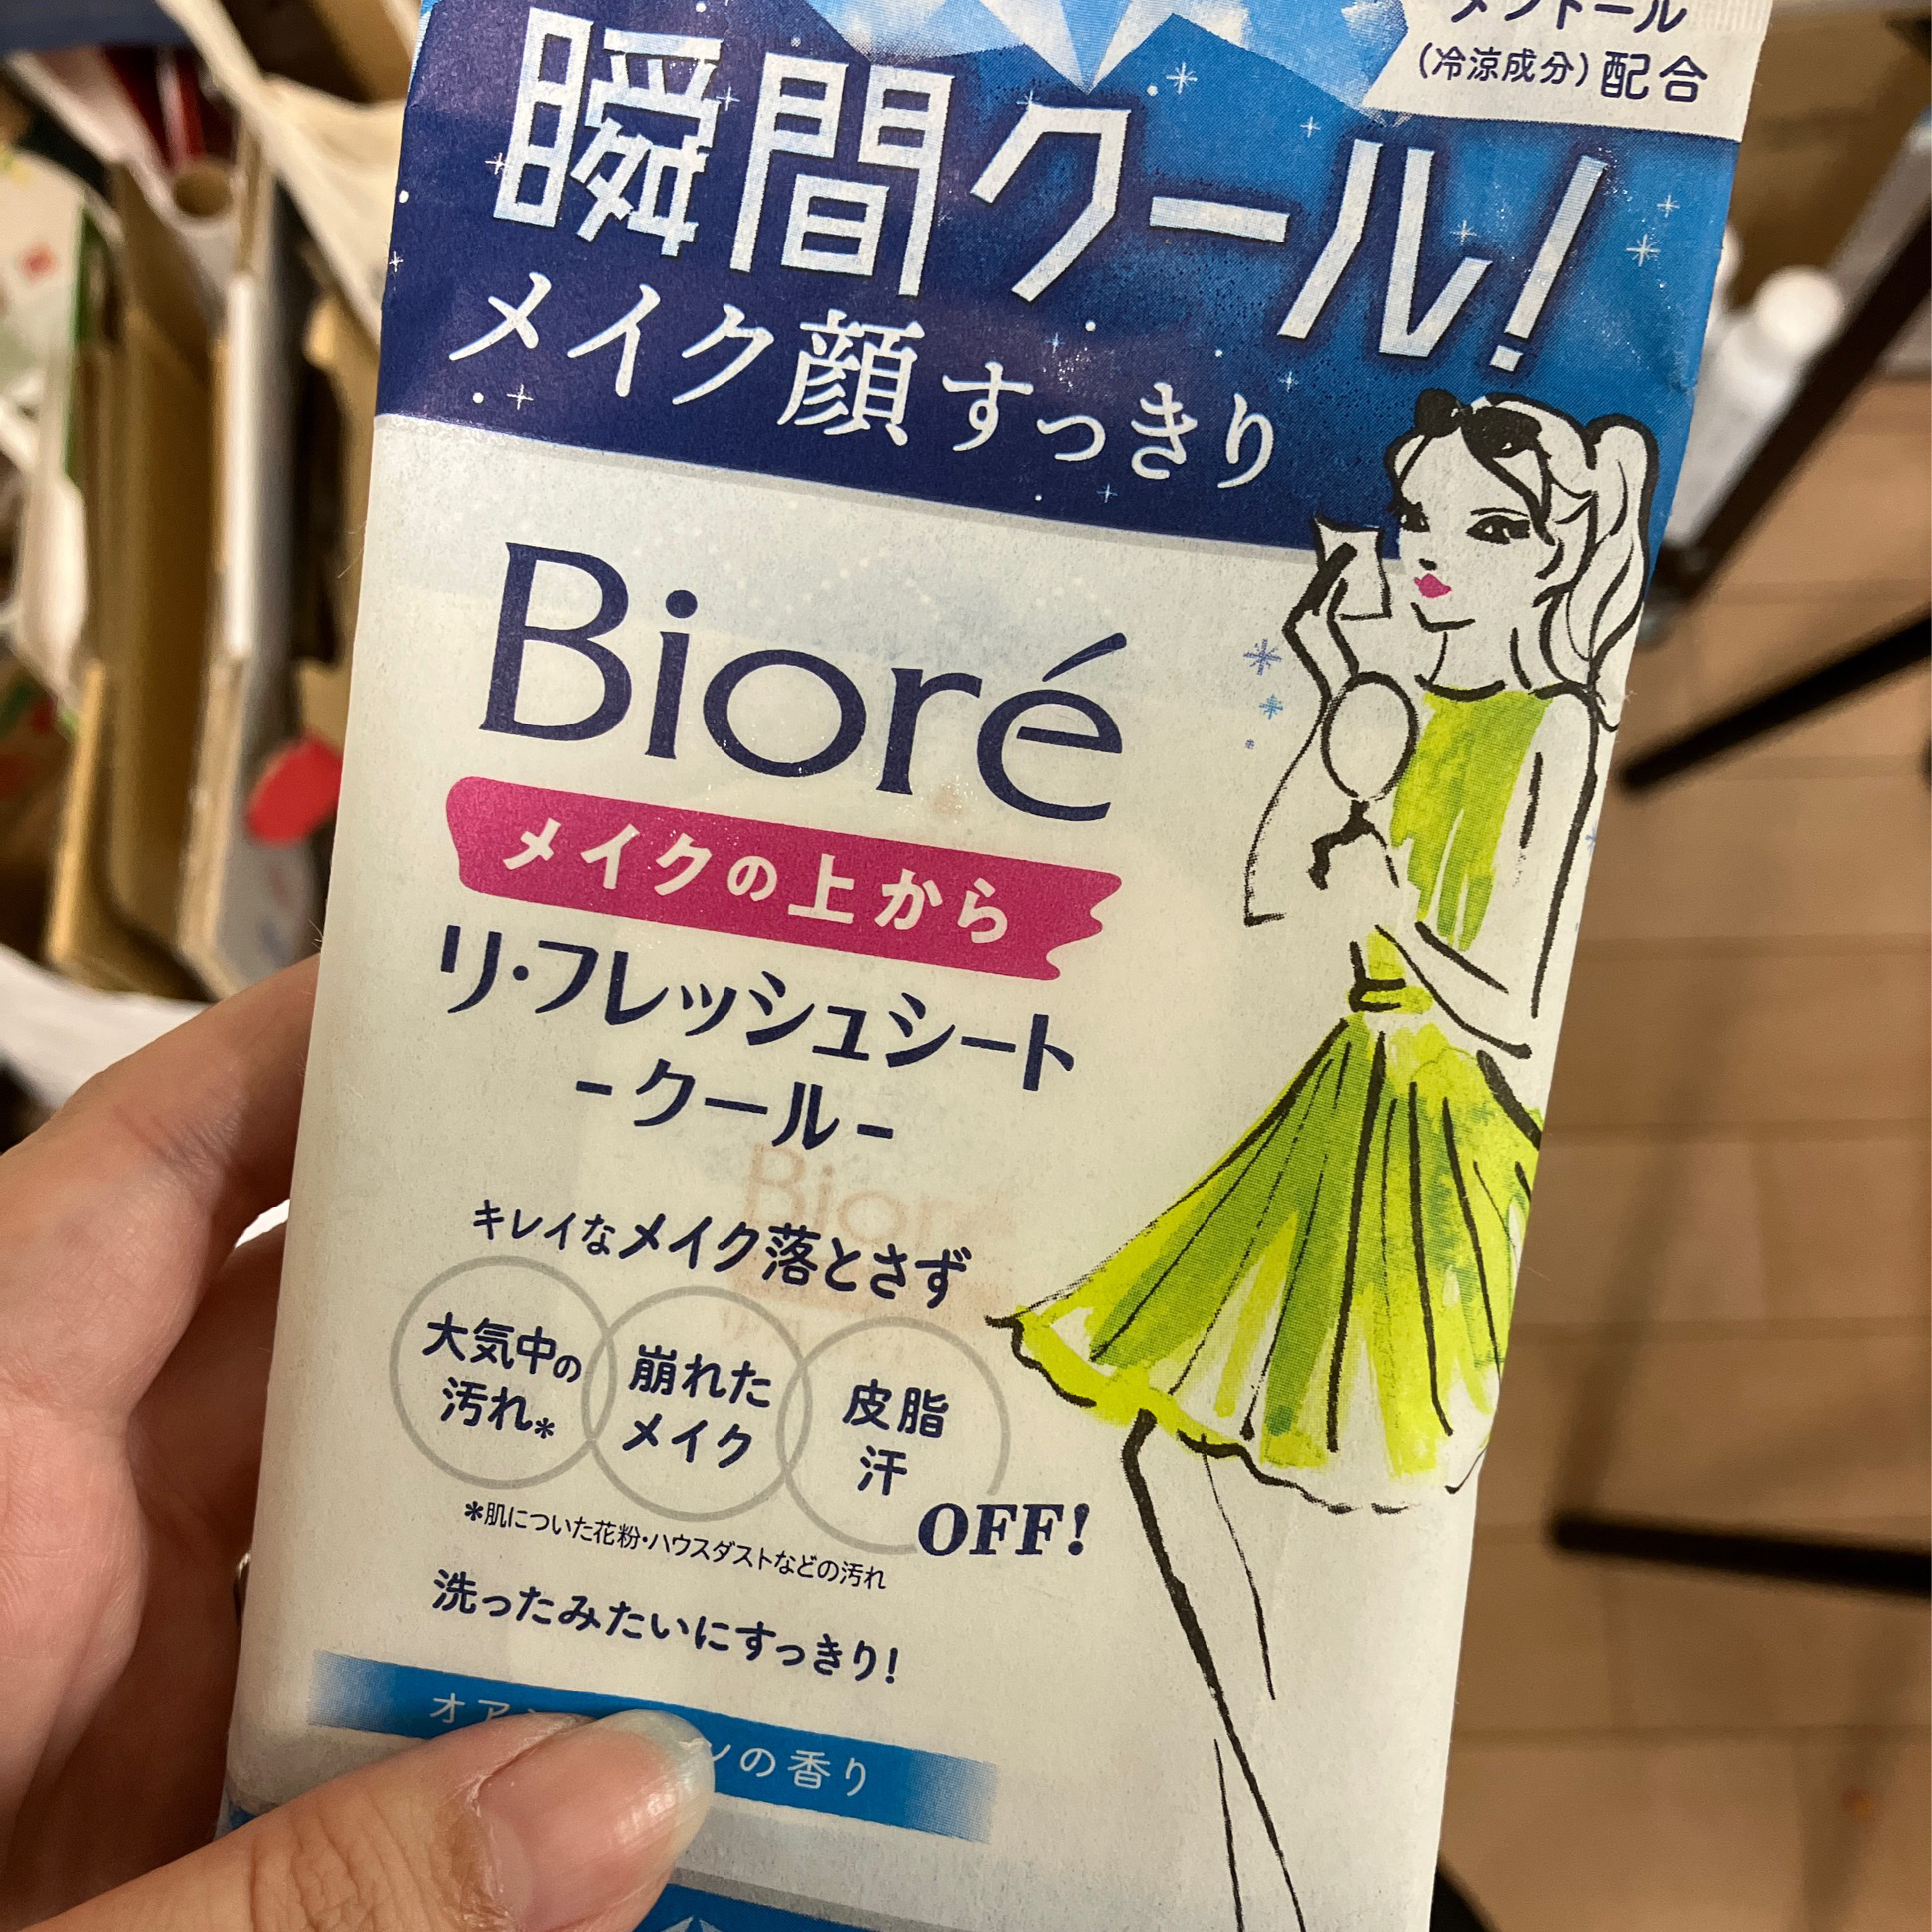 メントール
(冷涼成分)配合
瞬間クール!
メイク顔すっきり
Bioré
メイクの上から
リ・フレッシュシート
-クール-
キレイなメイク落とさず
大気中の
汚れ*
崩れた
メイク
皮脂
汗
OFF!
*肌についた花粉・ハウスダストなどの汚れ
洗ったみたいにすっきり!
の香り